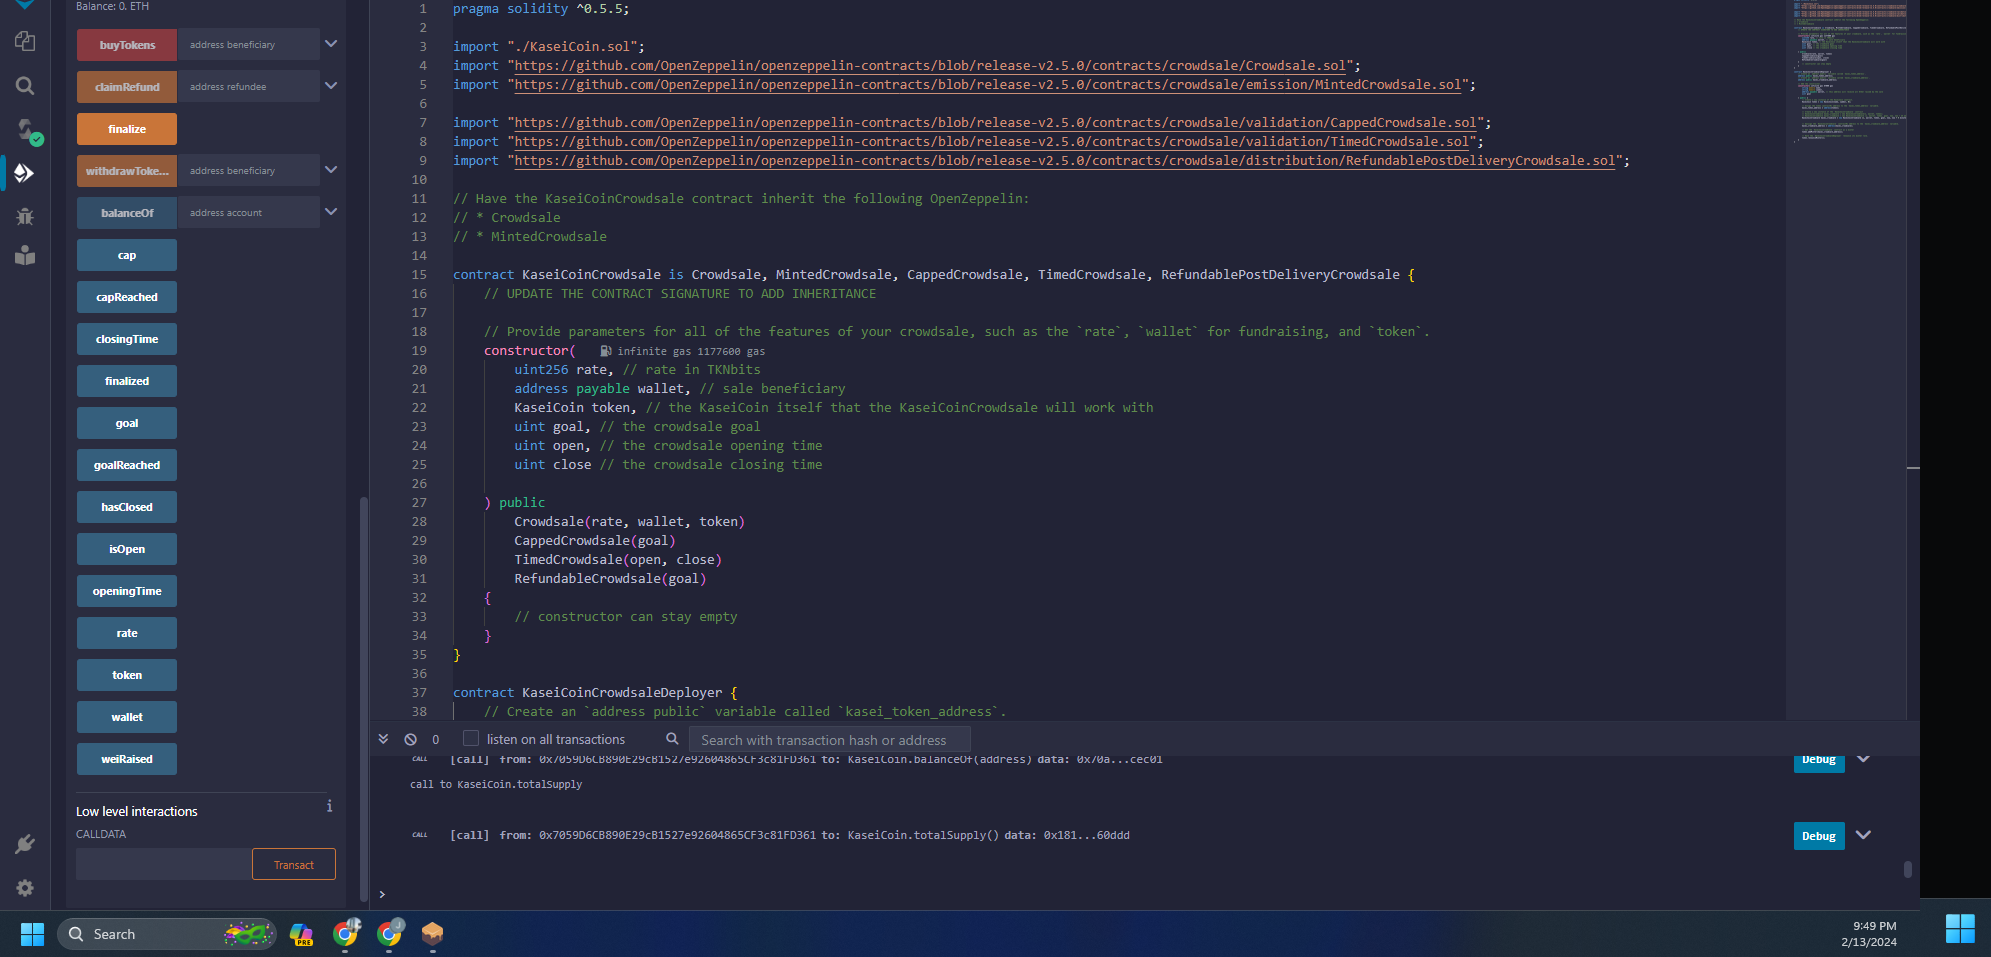 Balance: 0. ETH
buyTokens address beneficiary
claimRefund address refundee
finalize
withdrawToke... address beneficiary
balanceOf address account
cap
capReached
closingTime
finalized
goal
goalReached
hasClosed
isOpen
openingTime
rate
token
wallet
weiRaised
Low level interactions
CALLDATA
Transact
1 pragma solidity ^0.5.5;
2
3 import "./KaseiCoin.sol";
4 import "https://github.com/OpenZeppelin/openzeppelin-contracts/blob/release-v2.5.0/contracts/crowdsale/Crowdsale.sol";
5 import "https://github.com/OpenZeppelin/openzeppelin-contracts/blob/release-v2.5.0/contracts/crowdsale/emission/MintedCrowdsale.sol";
6
7 import "https://github.com/OpenZeppelin/openzeppelin-contracts/blob/release-v2.5.0/contracts/crowdsale/validation/CappedCrowdsale.sol";
8 import "https://github.com/OpenZeppelin/openzeppelin-contracts/blob/release-v2.5.0/contracts/crowdsale/validation/TimedCrowdsale.sol";
9 import "https://github.com/OpenZeppelin/openzeppelin-contracts/blob/release-v2.5.0/contracts/crowdsale/distribution/RefundablePostDeliveryCrowdsale.sol";
10
11 // Have the KaseiCoinCrowdsale contract inherit the following OpenZeppelin:
12 // * Crowdsale
13 // * MintedCrowdsale
14
15 contract KaseiCoinCrowdsale is Crowdsale, MintedCrowdsale, CappedCrowdsale, TimedCrowdsale, RefundablePostDeliveryCrowdsale {
16 // UPDATE THE CONTRACT SIGNATURE TO ADD INHERITANCE
17
18 // Provide parameters for all of the features of your crowdsale, such as the `rate`, `wallet` for fundraising, and `token`.
19 constructor( infinite gas 1177600 gas
20 uint256 rate, // rate in TKNbits
21 address payable wallet, // sale beneficiary
22 KaseiCoin token, // the KaseiCoin itself that the KaseiCoinCrowdsale will work with
23 uint goal, // the crowdsale goal
24 uint open, // the crowdsale opening time
25 uint close // the crowdsale closing time
26
27 ) public
28 Crowdsale(rate, wallet, token)
29 CappedCrowdsale(goal)
30 TimedCrowdsale(open, close)
31 RefundableCrowdsale(goal)
32 {
33 // constructor can stay empty
34 }
35 }
36
37 contract KaseiCoinCrowdsaleDeployer {
38 // Create an `address public` variable called `kasei_token_address`.
0 listen on all transactions Search with transaction hash or address
CALL [call] from: 0x7059D6CB890E29cB1527e92604865CF3c81FD361 to: KaseiCoin.balanceOf(address) data: 0x70a...cec01 Debug
call to KaseiCoin.totalSupply
CALL [call] from: 0x7059D6CB890E29cB1527e92604865CF3c81FD361 to: KaseiCoin.totalSupply() data: 0x181...60ddd Debug
>
Search
PRE
9:49 PM
2/13/2024